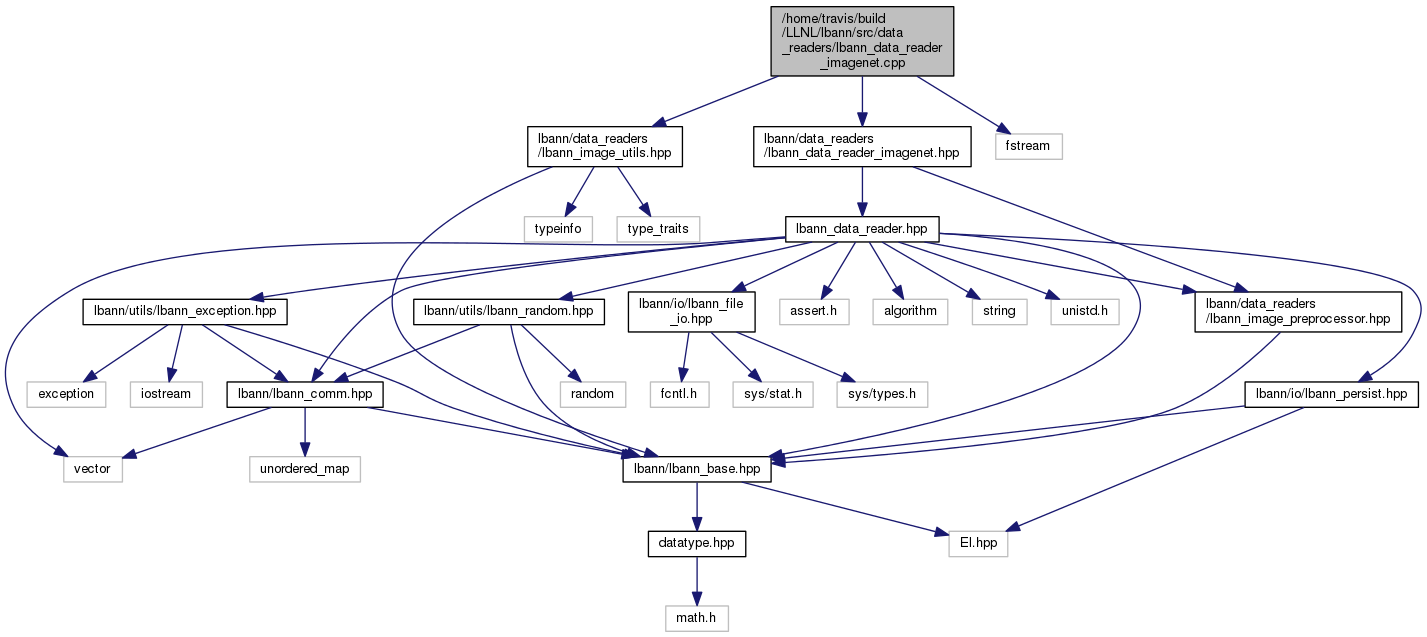 /home/travis/build
/LLNL/lbann/src/data
_readers/lbann_data_reader
_imagenet.cpp
lbann/data_readers
/lbann_image_utils.hpp
lbann/data_readers
/lbann_data_reader_imagenet.hpp
fstream
typeinfo
type_traits
lbann_data_reader.hpp
lbann/utils/lbann_exception.hpp
lbann/utils/lbann_random.hpp
lbann/io/lbann_file
_io.hpp
assert.h
algorithm
string
unistd.h
lbann/data_readers
/lbann_image_preprocessor.hpp
exception
iostream
lbann/lbann_comm.hpp
random
fcntl.h
sys/stat.h
sys/types.h
lbann/io/lbann_persist.hpp
vector
unordered_map
lbann/lbann_base.hpp
datatype.hpp
El.hpp
math.h